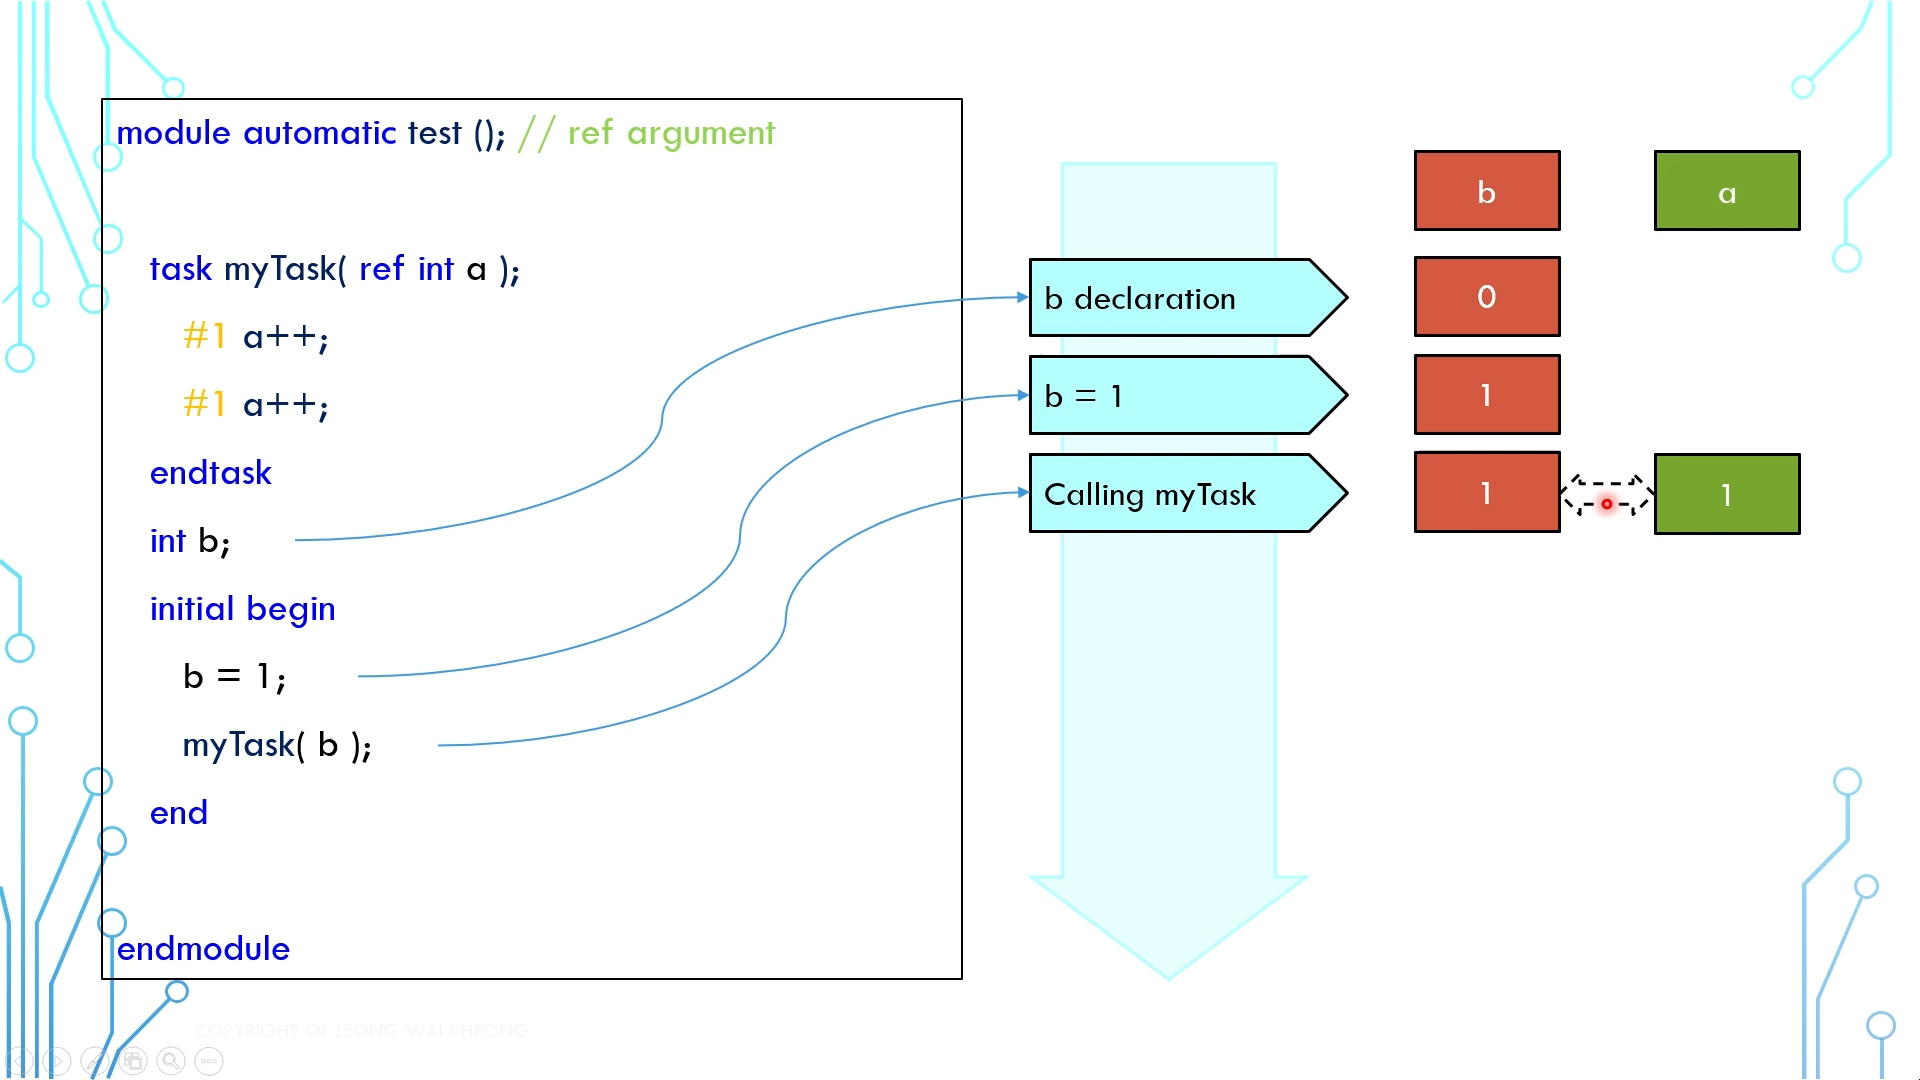 module automatic test (); // ref argument
task myTask( ref int a );
#1 a++;
#1 a++;
endtask
int b;
initial begin
b = 1;
myTask( b );
end
endmodule
b a
b declaration 0
b = 1 1
Calling myTask 1 1
COPYRIGHT OF LEONG WAI KHEONG